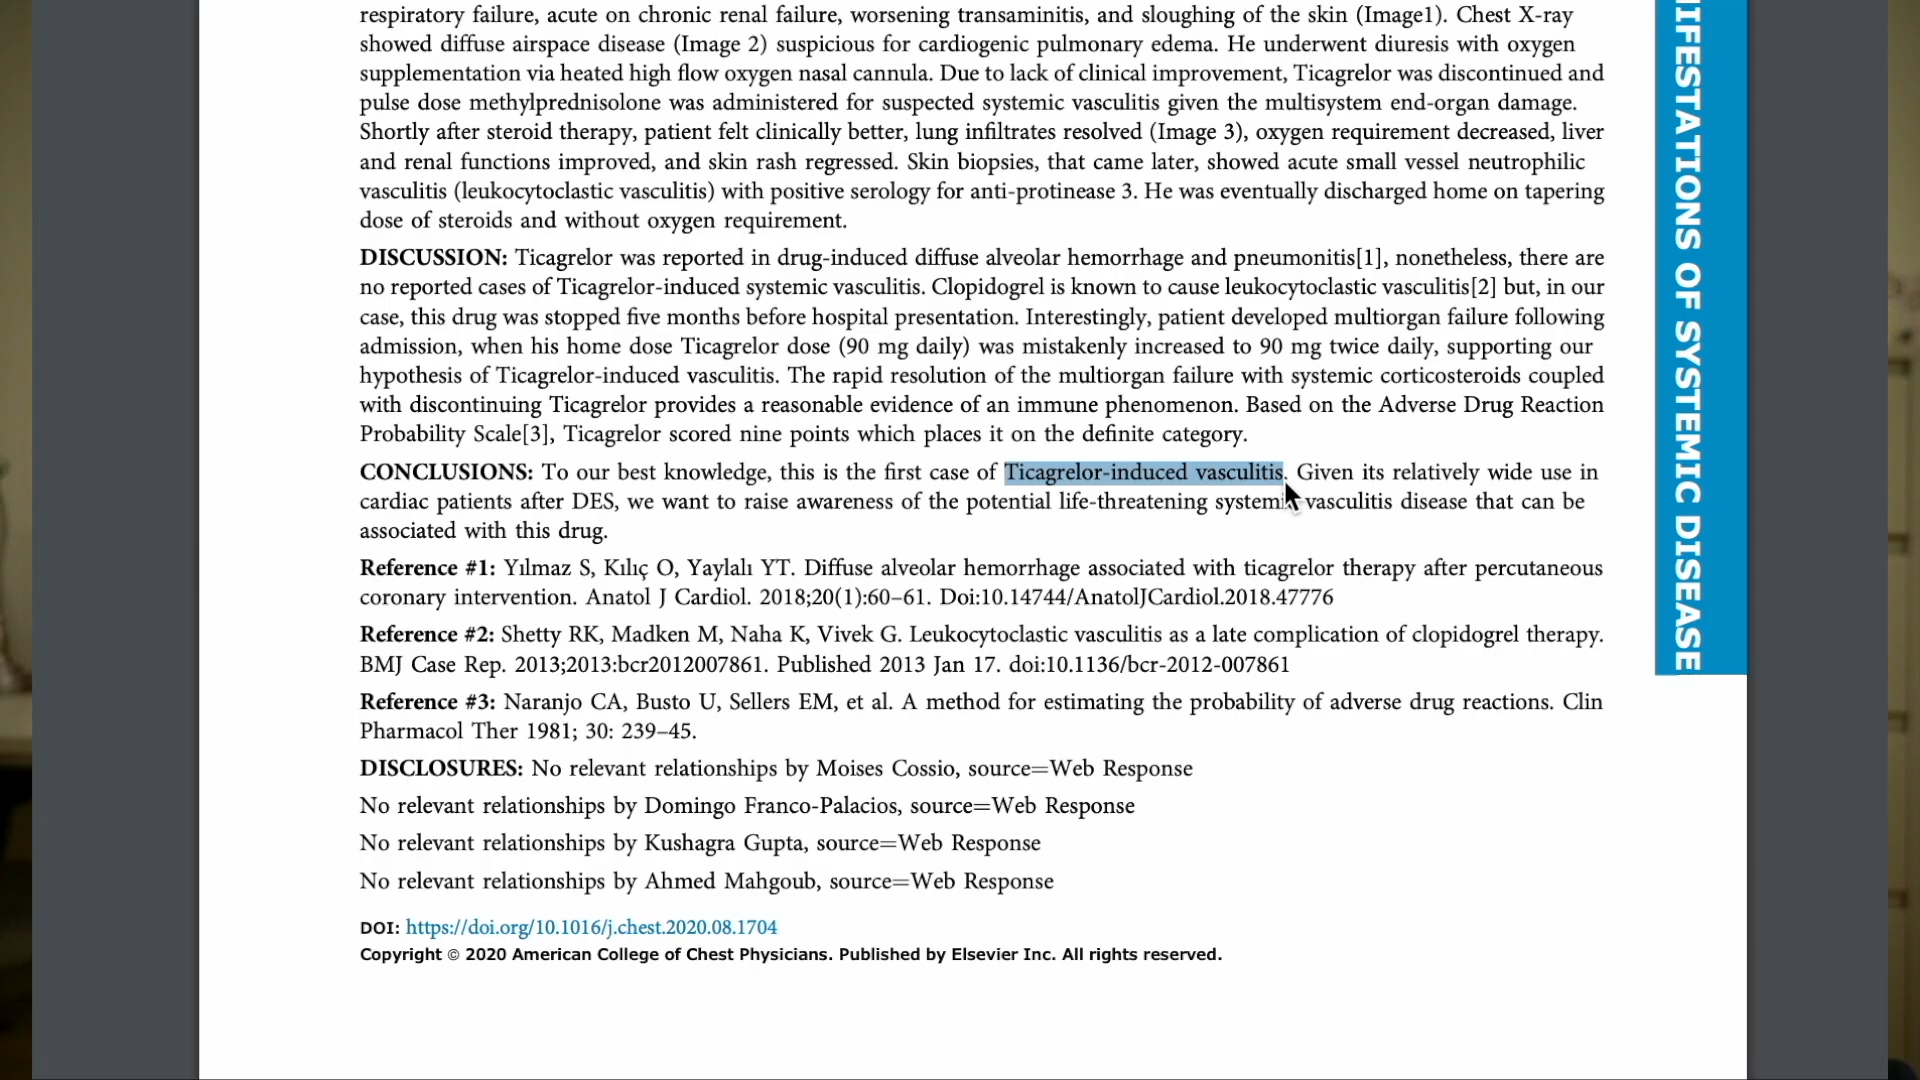 respiratory failure, acute on chronic renal failure, worsening transaminitis, and sloughing of the skin (Image1). Chest X-ray
showed diffuse airspace disease (Image 2) suspicious for cardiogenic pulmonary edema. He underwent diuresis with oxygen
supplementation via heated high flow oxygen nasal cannula. Due to lack of clinical improvement, Ticagrelor was discontinued and
pulse dose methylprednisolone was administered for suspected systemic vasculitis given the multisystem end-organ damage.
Shortly after steroid therapy, patient felt clinically better, lung infiltrates resolved (Image 3), oxygen requirement decreased, liver
and renal functions improved, and skin rash regressed. Skin biopsies, that came later, showed acute small vessel neutrophilic
vasculitis (leukocytoclastic vasculitis) with positive serology for anti-protinease 3. He was eventually discharged home on tapering
dose of steroids and without oxygen requirement.
DISCUSSION: Ticagrelor was reported in drug-induced diffuse alveolar hemorrhage and pneumonitis[1], nonetheless, there are
no reported cases of Ticagrelor-induced systemic vasculitis. Clopidogrel is known to cause leukocytoclastic vasculitis[2] but, in our
case, this drug was stopped five months before hospital presentation. Interestingly, patient developed multiorgan failure following
admission, when his home dose Ticagrelor dose (90 mg daily) was mistakenly increased to 90 mg twice daily, supporting our
hypothesis of Ticagrelor-induced vasculitis. The rapid resolution of the multiorgan failure with systemic corticosteroids coupled
with discontinuing Ticagrelor provides a reasonable evidence of an immune phenomenon. Based on the Adverse Drug Reaction
Probability Scale[3], Ticagrelor scored nine points which places it on the definite category.
CONCLUSIONS: To our best knowledge, this is the first case of Ticagrelor-induced vasculitis. Given its relatively wide use in
cardiac patients after DES, we want to raise awareness of the potential life-threatening systemic vasculitis disease that can be
associated with this drug.
Reference #1: Yılmaz S, Kılıç O, Yaylalı YT. Diffuse alveolar hemorrhage associated with ticagrelor therapy after percutaneous
coronary intervention. Anatol J Cardiol. 2018;20(1):60–61. Doi:10.14744/AnatolJCardiol.2018.47776
Reference #2: Shetty RK, Madken M, Naha K, Vivek G. Leukocytoclastic vasculitis as a late complication of clopidogrel therapy.
BMJ Case Rep. 2013;2013:bcr2012007861. Published 2013 Jan 17. doi:10.1136/bcr-2012-007861
Reference #3: Naranjo CA, Busto U, Sellers EM, et al. A method for estimating the probability of adverse drug reactions. Clin
Pharmacol Ther 1981; 30: 239–45.
DISCLOSURES: No relevant relationships by Moises Cossio, source=Web Response
No relevant relationships by Domingo Franco-Palacios, source=Web Response
No relevant relationships by Kushagra Gupta, source=Web Response
No relevant relationships by Ahmed Mahgoub, source=Web Response
DOI: https://doi.org/10.1016/j.chest.2020.08.1704
Copyright © 2020 American College of Chest Physicians. Published by Elsevier Inc. All rights reserved.
IFESTATIONS OF SYSTEMIC DISEASE